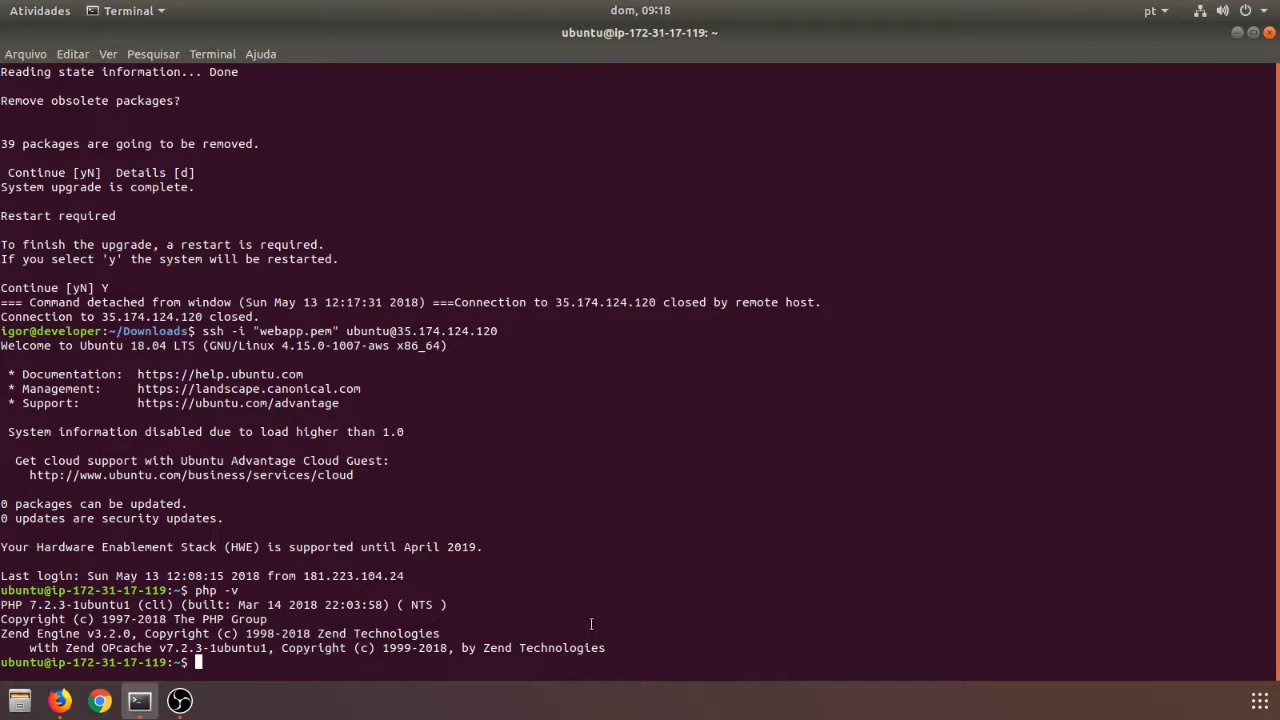 Atividades Terminal dom, 09:18 pt
ubuntu@ip-172-31-17-119: ~
Arquivo Editar Ver Pesquisar Terminal Ajuda
Reading state information... Done
Remove obsolete packages?
39 packages are going to be removed.
Continue [yN]  Details [d]
System upgrade is complete.
Restart required
To finish the upgrade, a restart is required.
If you select 'y' the system will be restarted.
Continue [yN] Y
=== Command detached from window (Sun May 13 12:17:31 2018) ===Connection to 35.174.124.120 closed by remote host.
Connection to 35.174.124.120 closed.
igor@developer:~/Downloads$ ssh -i "webapp.pem" ubuntu@35.174.124.120
Welcome to Ubuntu 18.04 LTS (GNU/Linux 4.15.0-1007-aws x86_64)
* Documentation:  https://help.ubuntu.com
* Management:     https://landscape.canonical.com
* Support:        https://ubuntu.com/advantage
System information disabled due to load higher than 1.0
Get cloud support with Ubuntu Advantage Cloud Guest:
http://www.ubuntu.com/business/services/cloud
0 packages can be updated.
0 updates are security updates.
Your Hardware Enablement Stack (HWE) is supported until April 2019.
Last login: Sun May 13 12:08:15 2018 from 181.223.104.24
ubuntu@ip-172-31-17-119:~$ php -v
PHP 7.2.3-1ubuntu1 (cli) (built: Mar 14 2018 22:03:58) ( NTS )
Copyright (c) 1997-2018 The PHP Group
Zend Engine v3.2.0, Copyright (c) 1998-2018 Zend Technologies
with Zend OPcache v7.2.3-1ubuntu1, Copyright (c) 1999-2018, by Zend Technologies
ubuntu@ip-172-31-17-119:~$